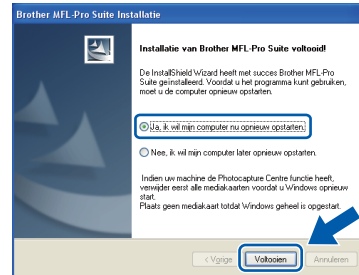 Brother MFL-Pro Suite Installatie
Installatie van Brother MFL-Pro Suite voltooid!
De InstallShield Wizard heeft met succes Brother MFL-Pro
Suite geïnstalleerd. Voordat u het programma kunt gebruiken,
moet u de computer opnieuw opstarten.
Ja, ik wil mijn computer nu opnieuw opstarten.
Nee, ik wil mijn computer later opnieuw opstarten.
Indien uw machine de Photocapture Centre functie heeft,
verwijder eerst alle mediakaarten voordat u Windows opnieuw
start.
Plaats geen mediakaart totdat Windows geheel is opgestart.
< Vorige
Voltooien
Annuleren